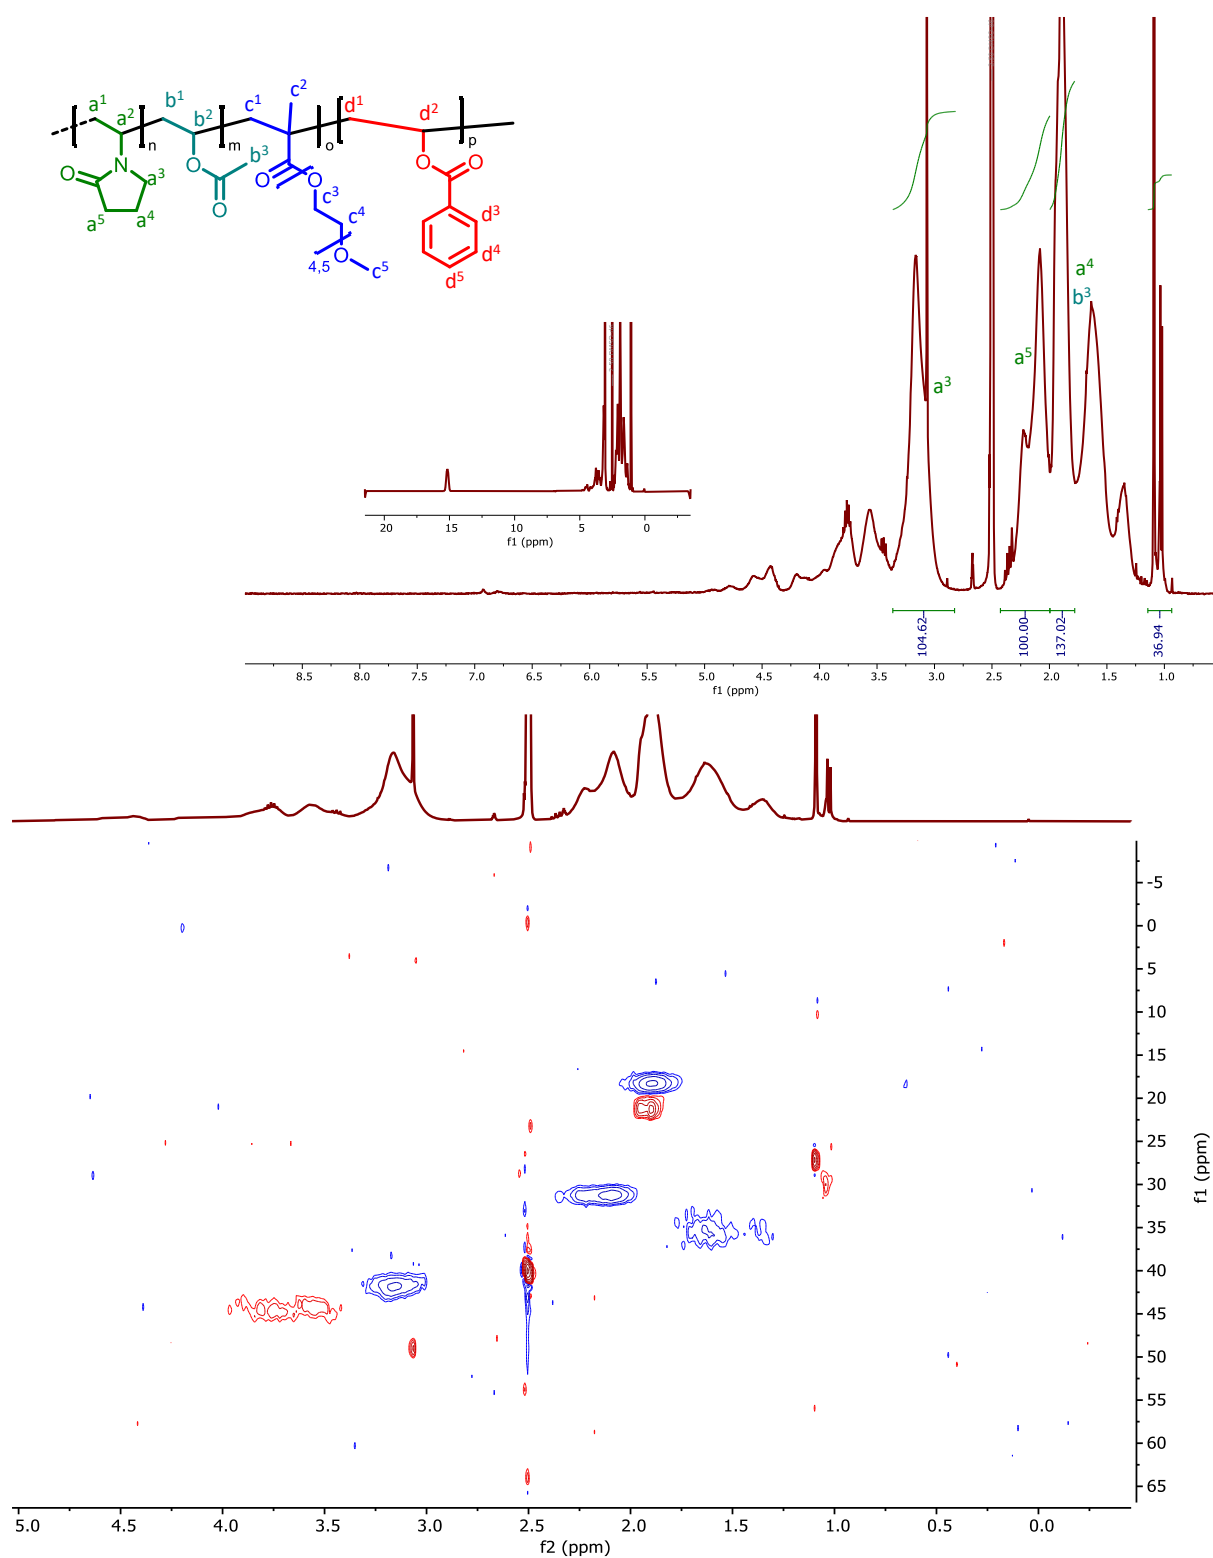 a¹
a²
b¹
b²
c¹
c²
d¹
d²
n
m
o
p
O
N
a³
a⁵
a⁴
O
b³
O
O
O
c³
c⁴
O
4,5
c⁵
O
O
d³
d⁴
d⁵
a³
a⁵
a⁴
b³
20 15 10 5 0
f1 (ppm)
104.62
100.00
137.02
36.94
8.5 8.0 7.5 7.0 6.5 6.0 5.5 5.0 4.5 4.0 3.5 3.0 2.5 2.0 1.5 1.0
f1 (ppm)
-5
0
5
10
15
20
25
30
35
40
45
50
55
60
65
f1 (ppm)
5.0 4.5 4.0 3.5 3.0 2.5 2.0 1.5 1.0 0.5 0.0
f2 (ppm)